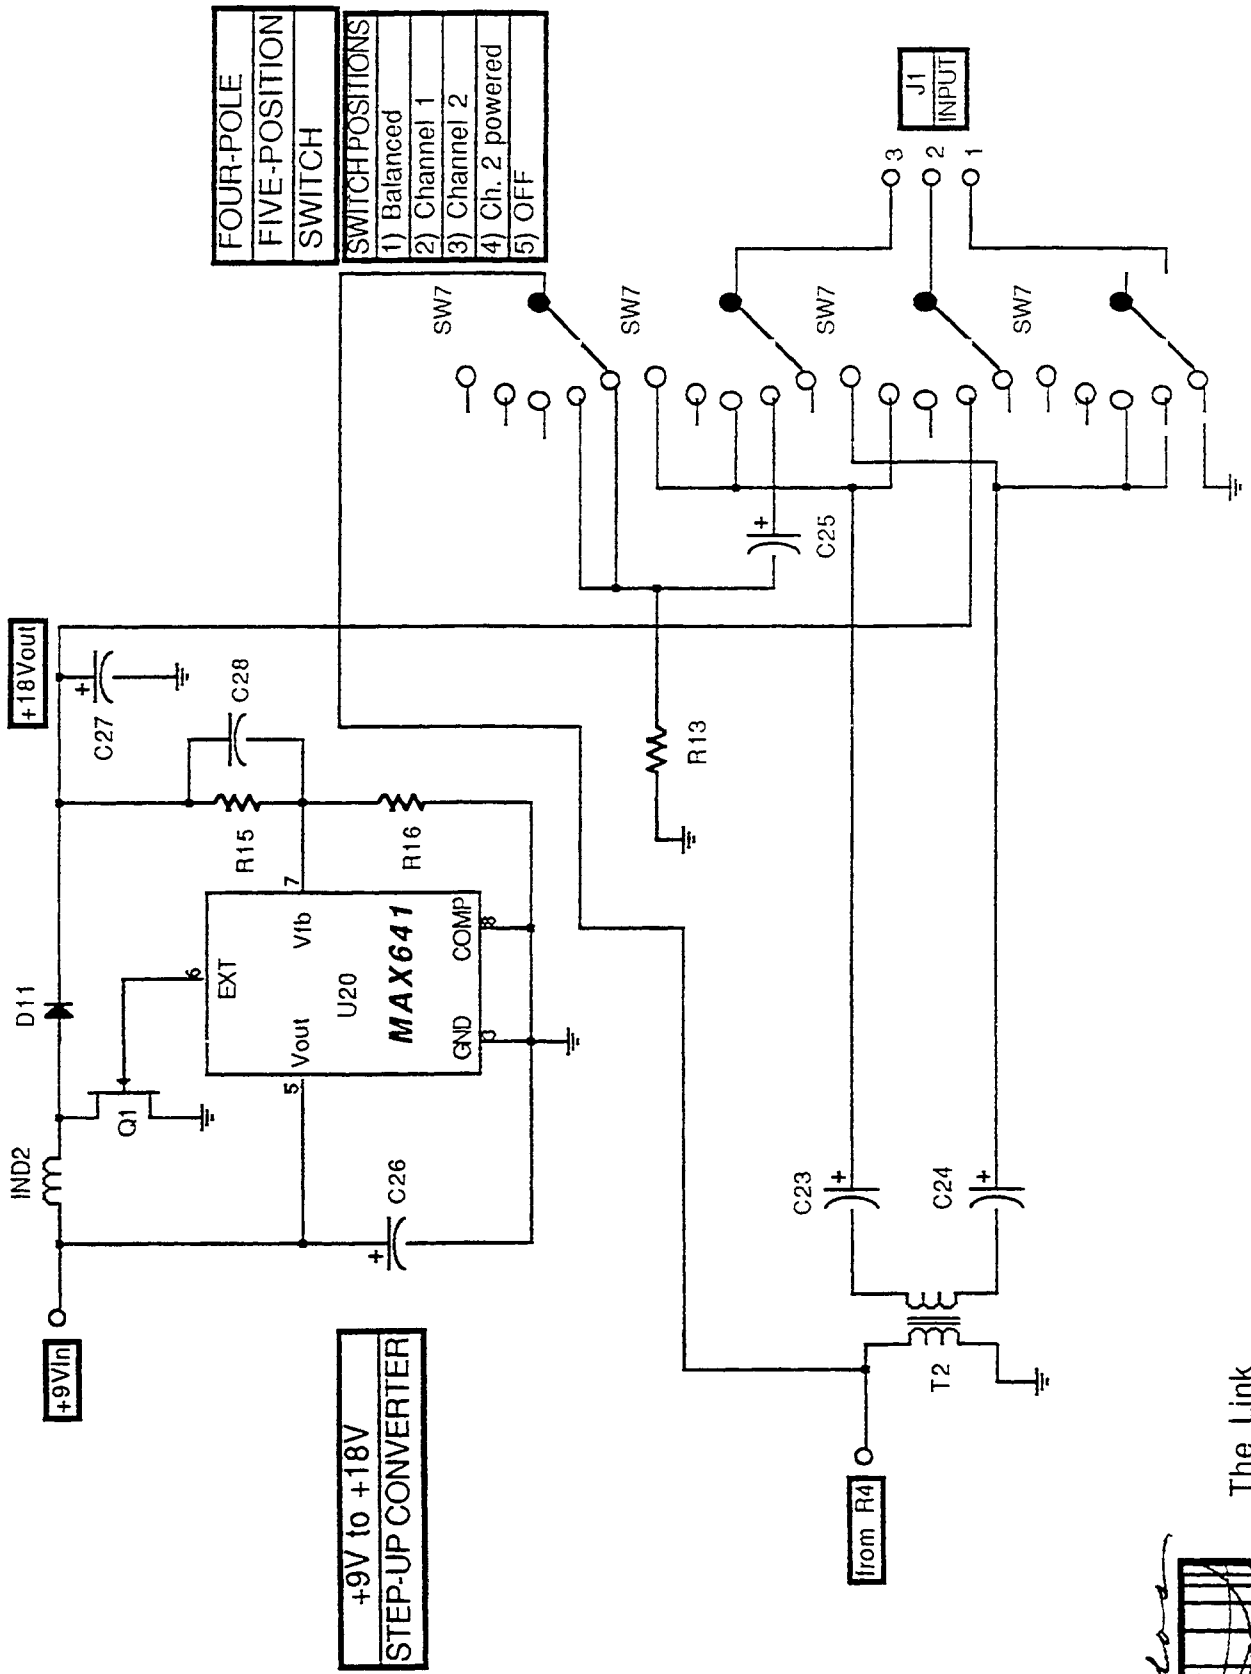 FOUR-POLE
FIVE-POSITION
SWITCH
SWITCH POSITIONS
1) Balanced
2) Channel 1
3) Channel 2
4) Ch. 2 powered
5) OFF
J1
INPUT
3
2
1
SW7
SW7
SW7
SW7
+18Vout
C27
+
C28
R15
R16
R13
C25
+
D11
Q1
IND2
6
EXT
7
Vfb
U20
MAX641
5
Vout
GND
3
COMP
8
C26
+
+9VIn
+9V to +18V
STEP-UP CONVERTER
C23
+
C24
+
T2
from R4
The Link